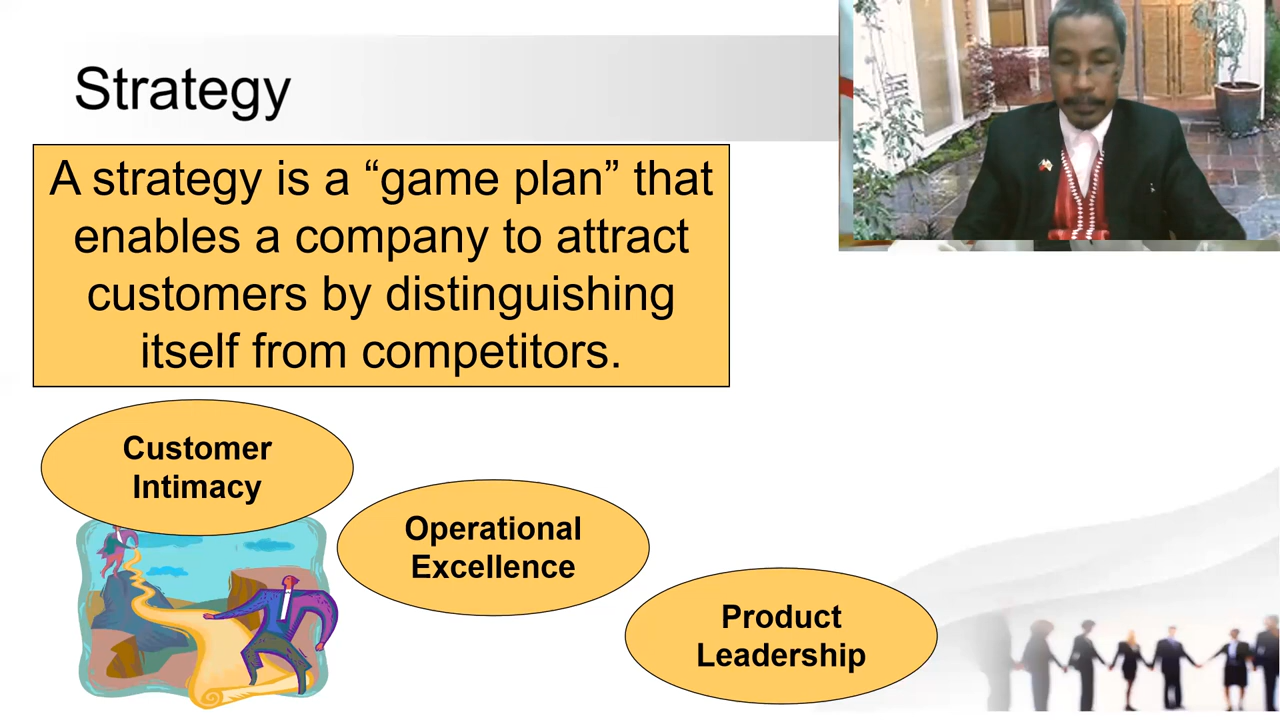 Strategy
A strategy is a “game plan” that
enables a company to attract
customers by distinguishing
itself from competitors.
Customer
Intimacy
Operational
Excellence
Product
Leadership